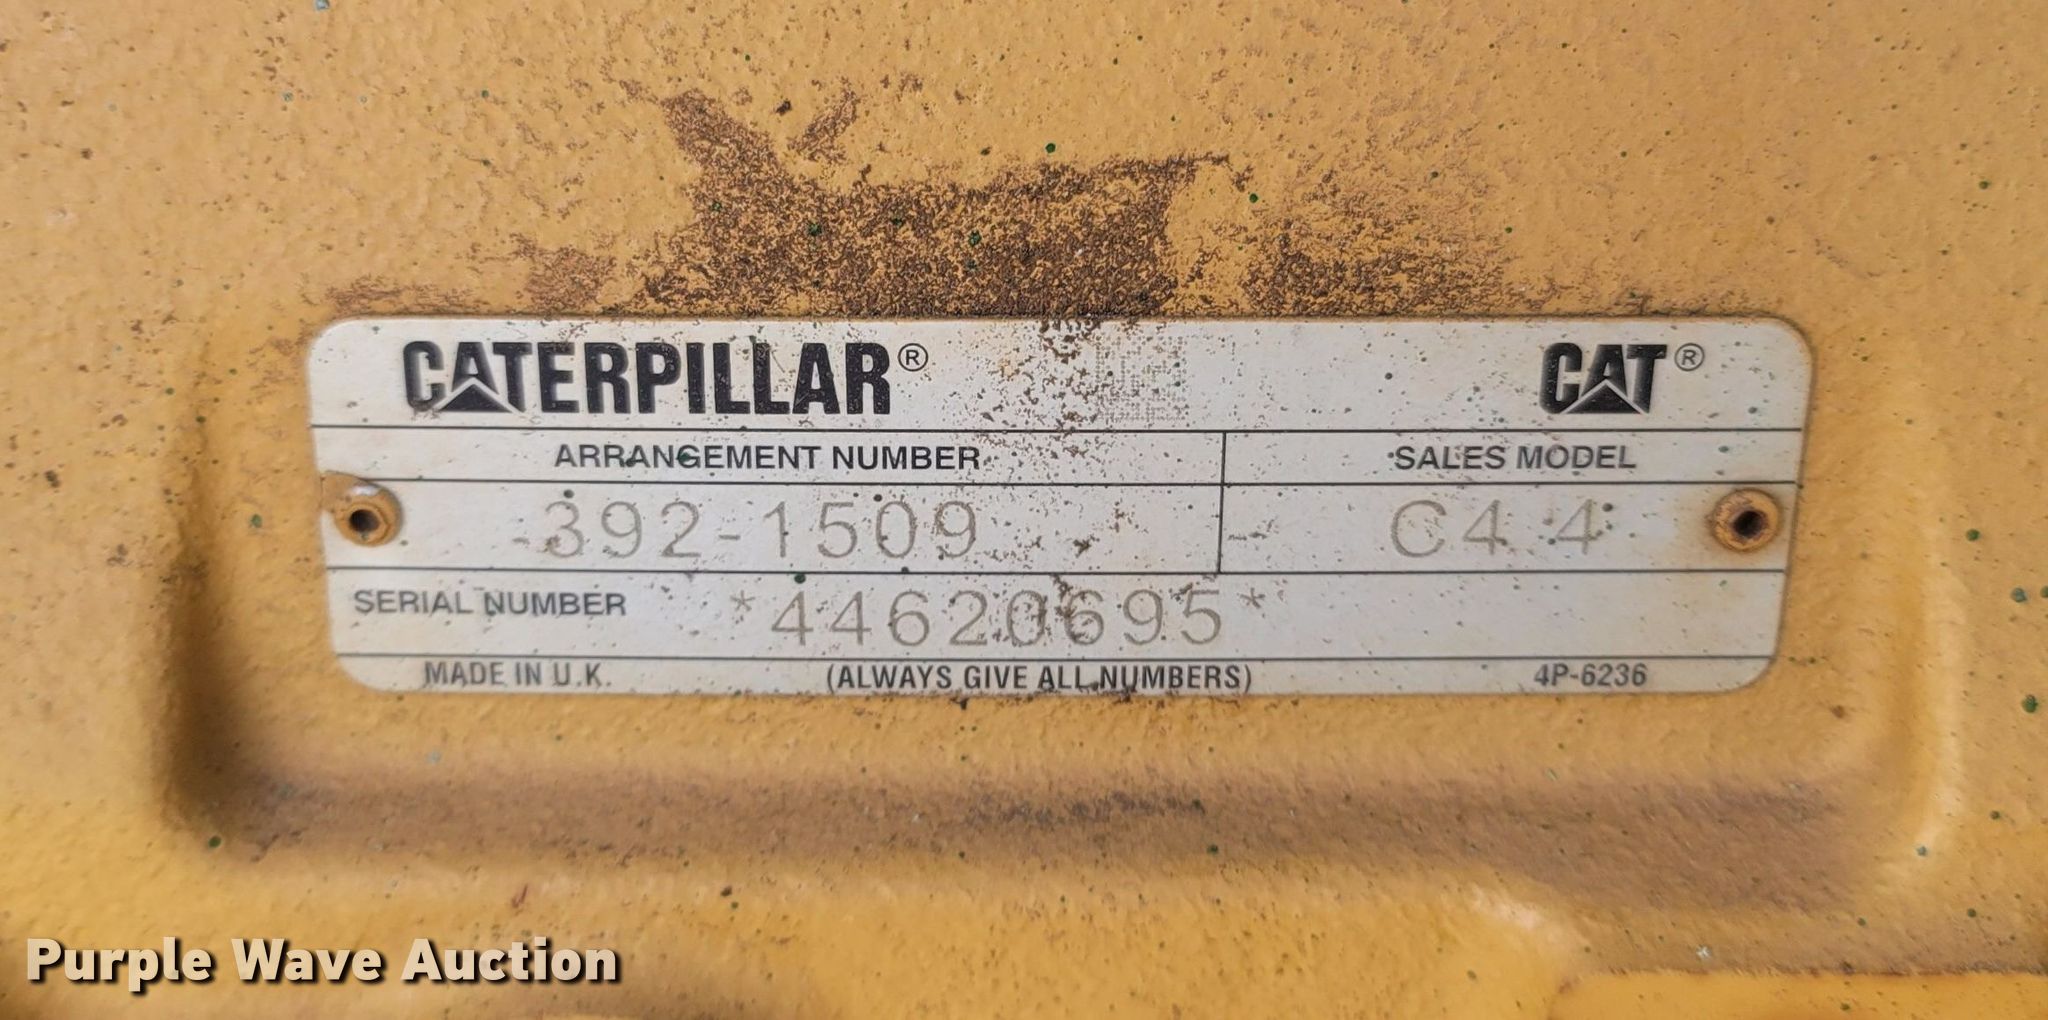 CATERPILLAR® CAT®
ARRANGEMENT NUMBER SALES MODEL
392-1509 C4.4
SERIAL NUMBER *44620695*
MADE IN U.K. (ALWAYS GIVE ALL NUMBERS) 4P-6236
Purple Wave Auction